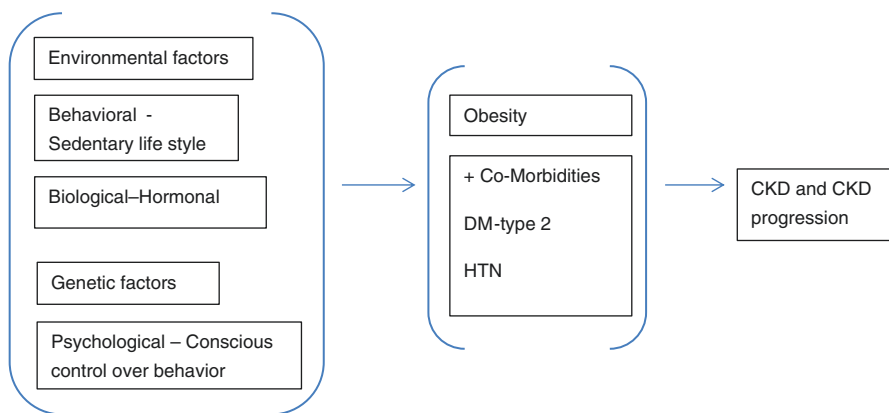 Environmental factors
Behavioral -
Sedentary life style
Biological–Hormonal
Genetic factors
Psychological – Conscious
control over behavior
Obesity
+ Co-Morbidities
DM-type 2
HTN
CKD and CKD
progression